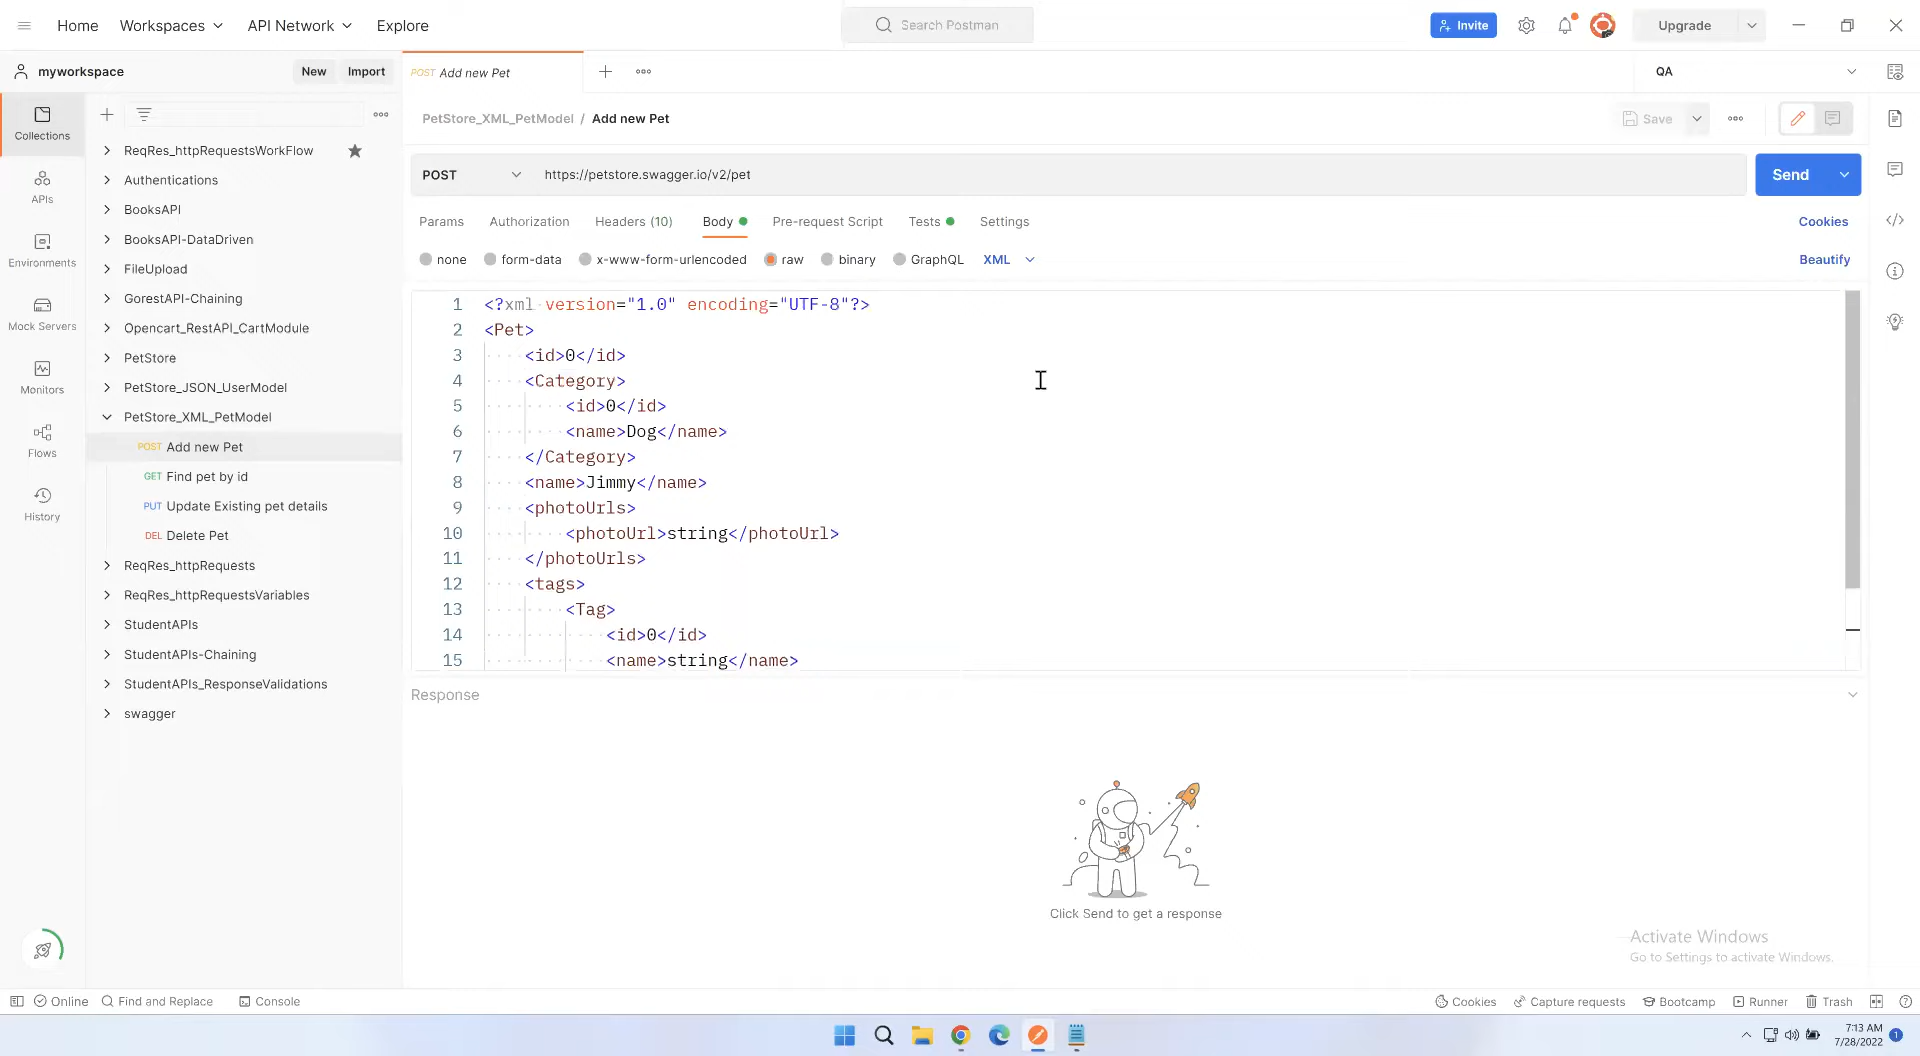 Home Workspaces API Network Explore Search Postman Invite Upgrade
myworkspace New Import POST Add new Pet QA
PetStore_XML_PetModel / Add new Pet Save
POST https://petstore.swagger.io/v2/pet Send
Params Authorization Headers (10) Body Pre-request Script Tests Settings Cookies
none form-data x-www-form-urlencoded raw binary GraphQL XML Beautify
Collections
APIs
Environments
Mock Servers
Monitors
Flows
History
ReqRes_httpRequestsWorkFlow
Authentications
BooksAPI
BooksAPI-DataDriven
FileUpload
GorestAPI-Chaining
Opencart_RestAPI_CartModule
PetStore
PetStore_JSON_UserModel
PetStore_XML_PetModel
POST Add new Pet
GET Find pet by id
PUT Update Existing pet details
DEL Delete Pet
ReqRes_httpRequests
ReqRes_httpRequestsVariables
StudentAPIs
StudentAPIs-Chaining
StudentAPIs_ResponseValidations
swagger
1 <?xml version="1.0" encoding="UTF-8"?>
2 <Pet>
3 <id>0</id>
4 <Category>
5 <id>0</id>
6 <name>Dog</name>
7 </Category>
8 <name>Jimmy</name>
9 <photoUrls>
10 <photoUrl>string</photoUrl>
11 </photoUrls>
12 <tags>
13 <Tag>
14 <id>0</id>
15 <name>string</name>
Response
Click Send to get a response
Activate Windows
Go to Settings to activate Windows.
Online Find and Replace Console Cookies Capture requests Bootcamp Runner Trash
7:13 AM
7/28/2022 1